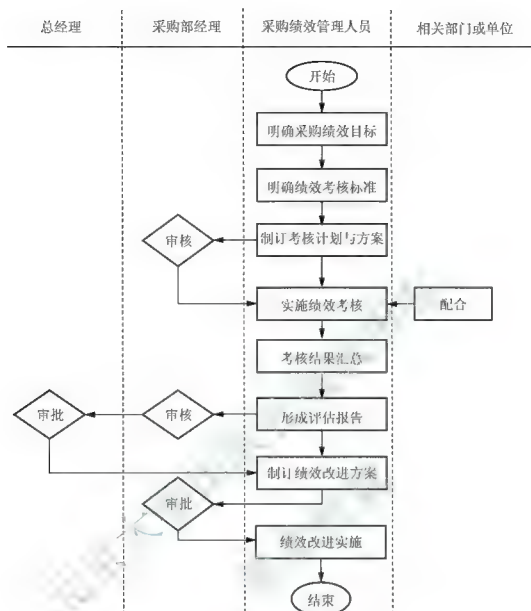 总经理
采购部经理
采购绩效管理人员
相关部门或单位
开始
明确采购绩效目标
明确绩效考核标准
审核
制订考核计划与方案
实施绩效考核
配合
考核结果汇总
审批
审核
形成评估报告
制订绩效改进方案
审批
绩效改进实施
结束